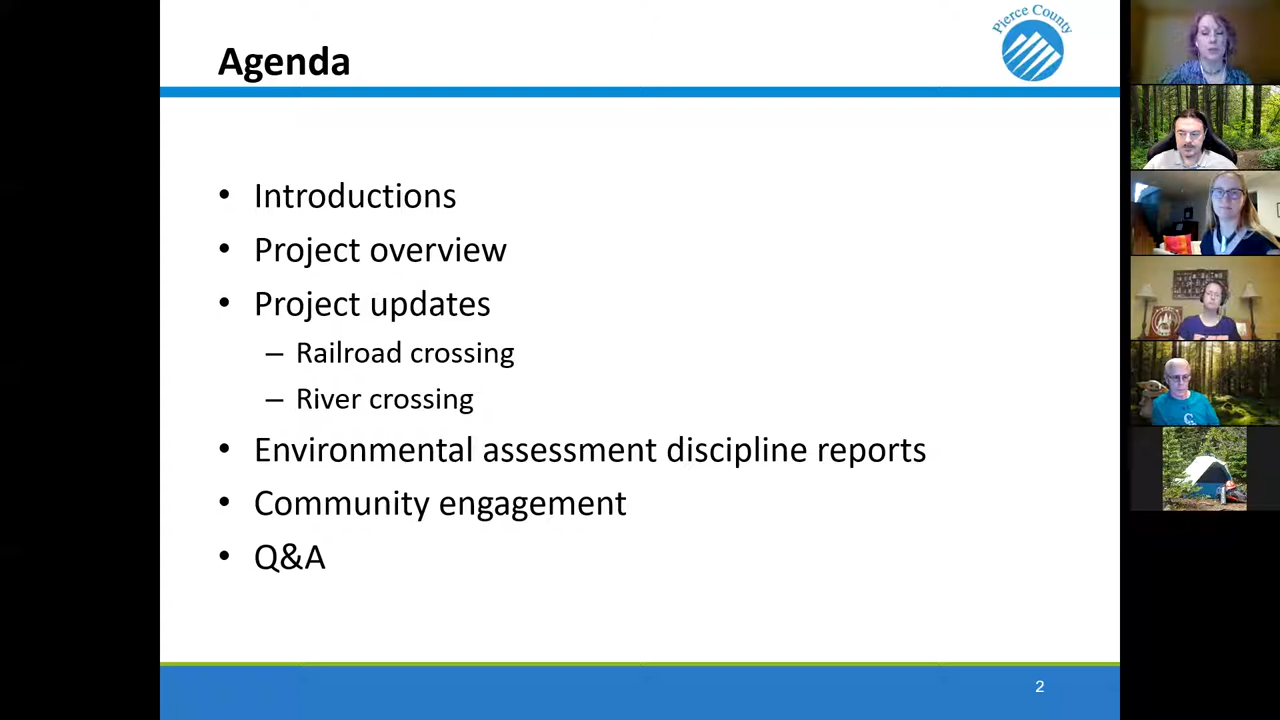 Agenda
Pierce County
• Introductions
• Project overview
• Project updates
– Railroad crossing
– River crossing
• Environmental assessment discipline reports
• Community engagement
• Q&A
2